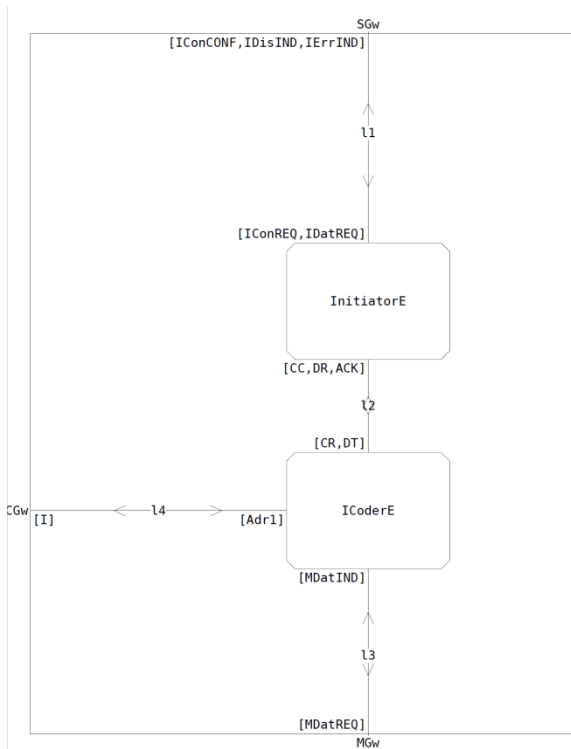 SGw
[IConCONF,IDisIND,IErrIND]
l1
[IConREQ,IDatREQ]
InitiatorE
[CC,DR,ACK]
l2
[CR,DT]
CGw
[I]
l4
[Adr1]
ICoderE
[MDatIND]
l3
[MDatREQ]
MGw